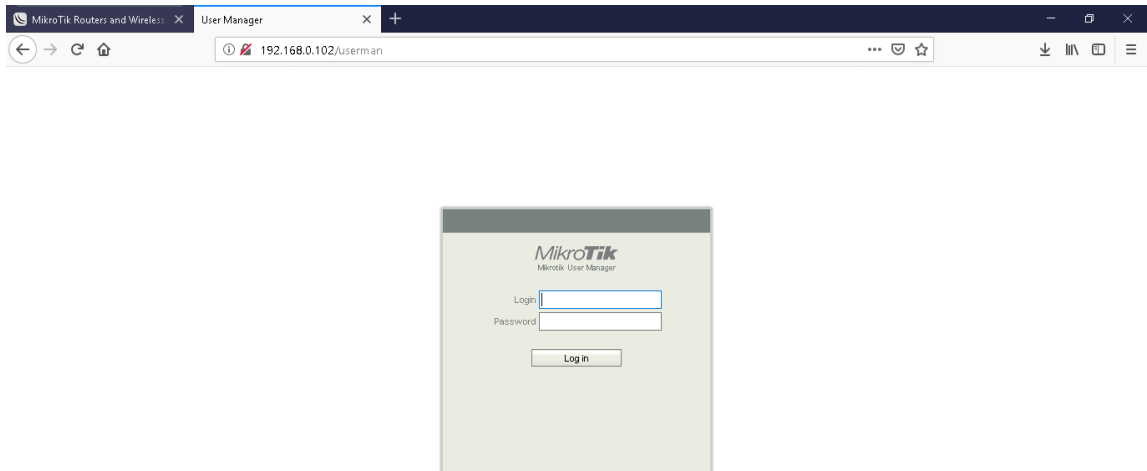 MikroTik Routers and Wireless
User Manager
192.168.0.102/userman
MikroTik
Mikrotik User Manager
Login
Password
Log in